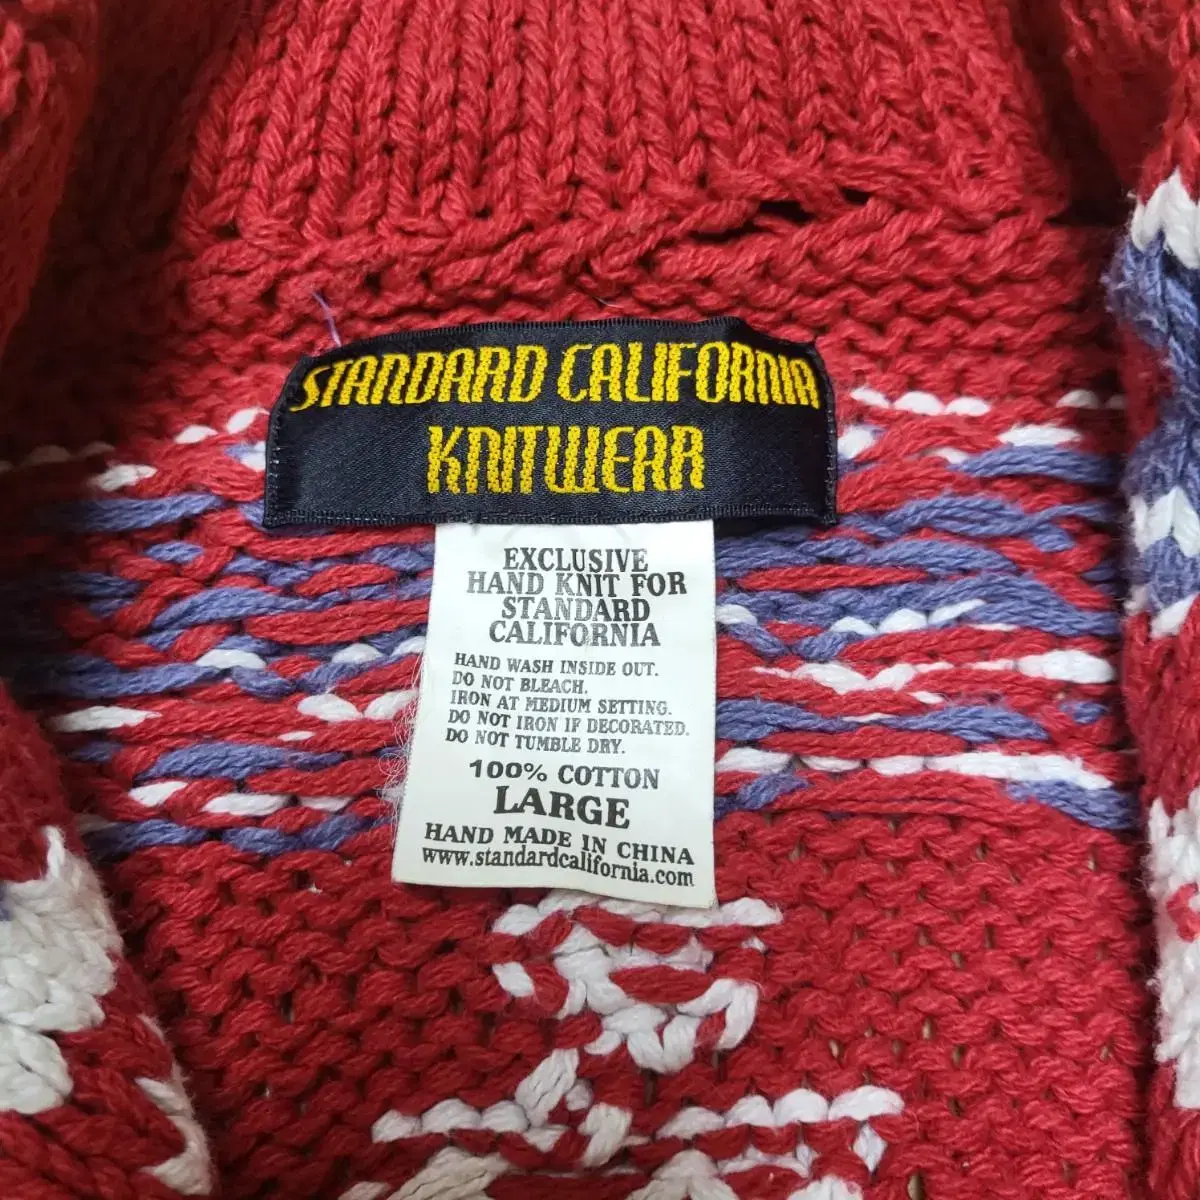 STANDARD CALIFORNIA
KNITWEAR
EXCLUSIVE
HAND KNIT FOR
STANDARD
CALIFORNIA
HAND WASH INSIDE OUT.
DO NOT BLEACH.
IRON AT MEDIUM SETTING.
DO NOT IRON IF DECORATED.
DO NOT TUMBLE DRY.
100% COTTON
LARGE
HAND MADE IN CHINA
www.standardcalifornia.com